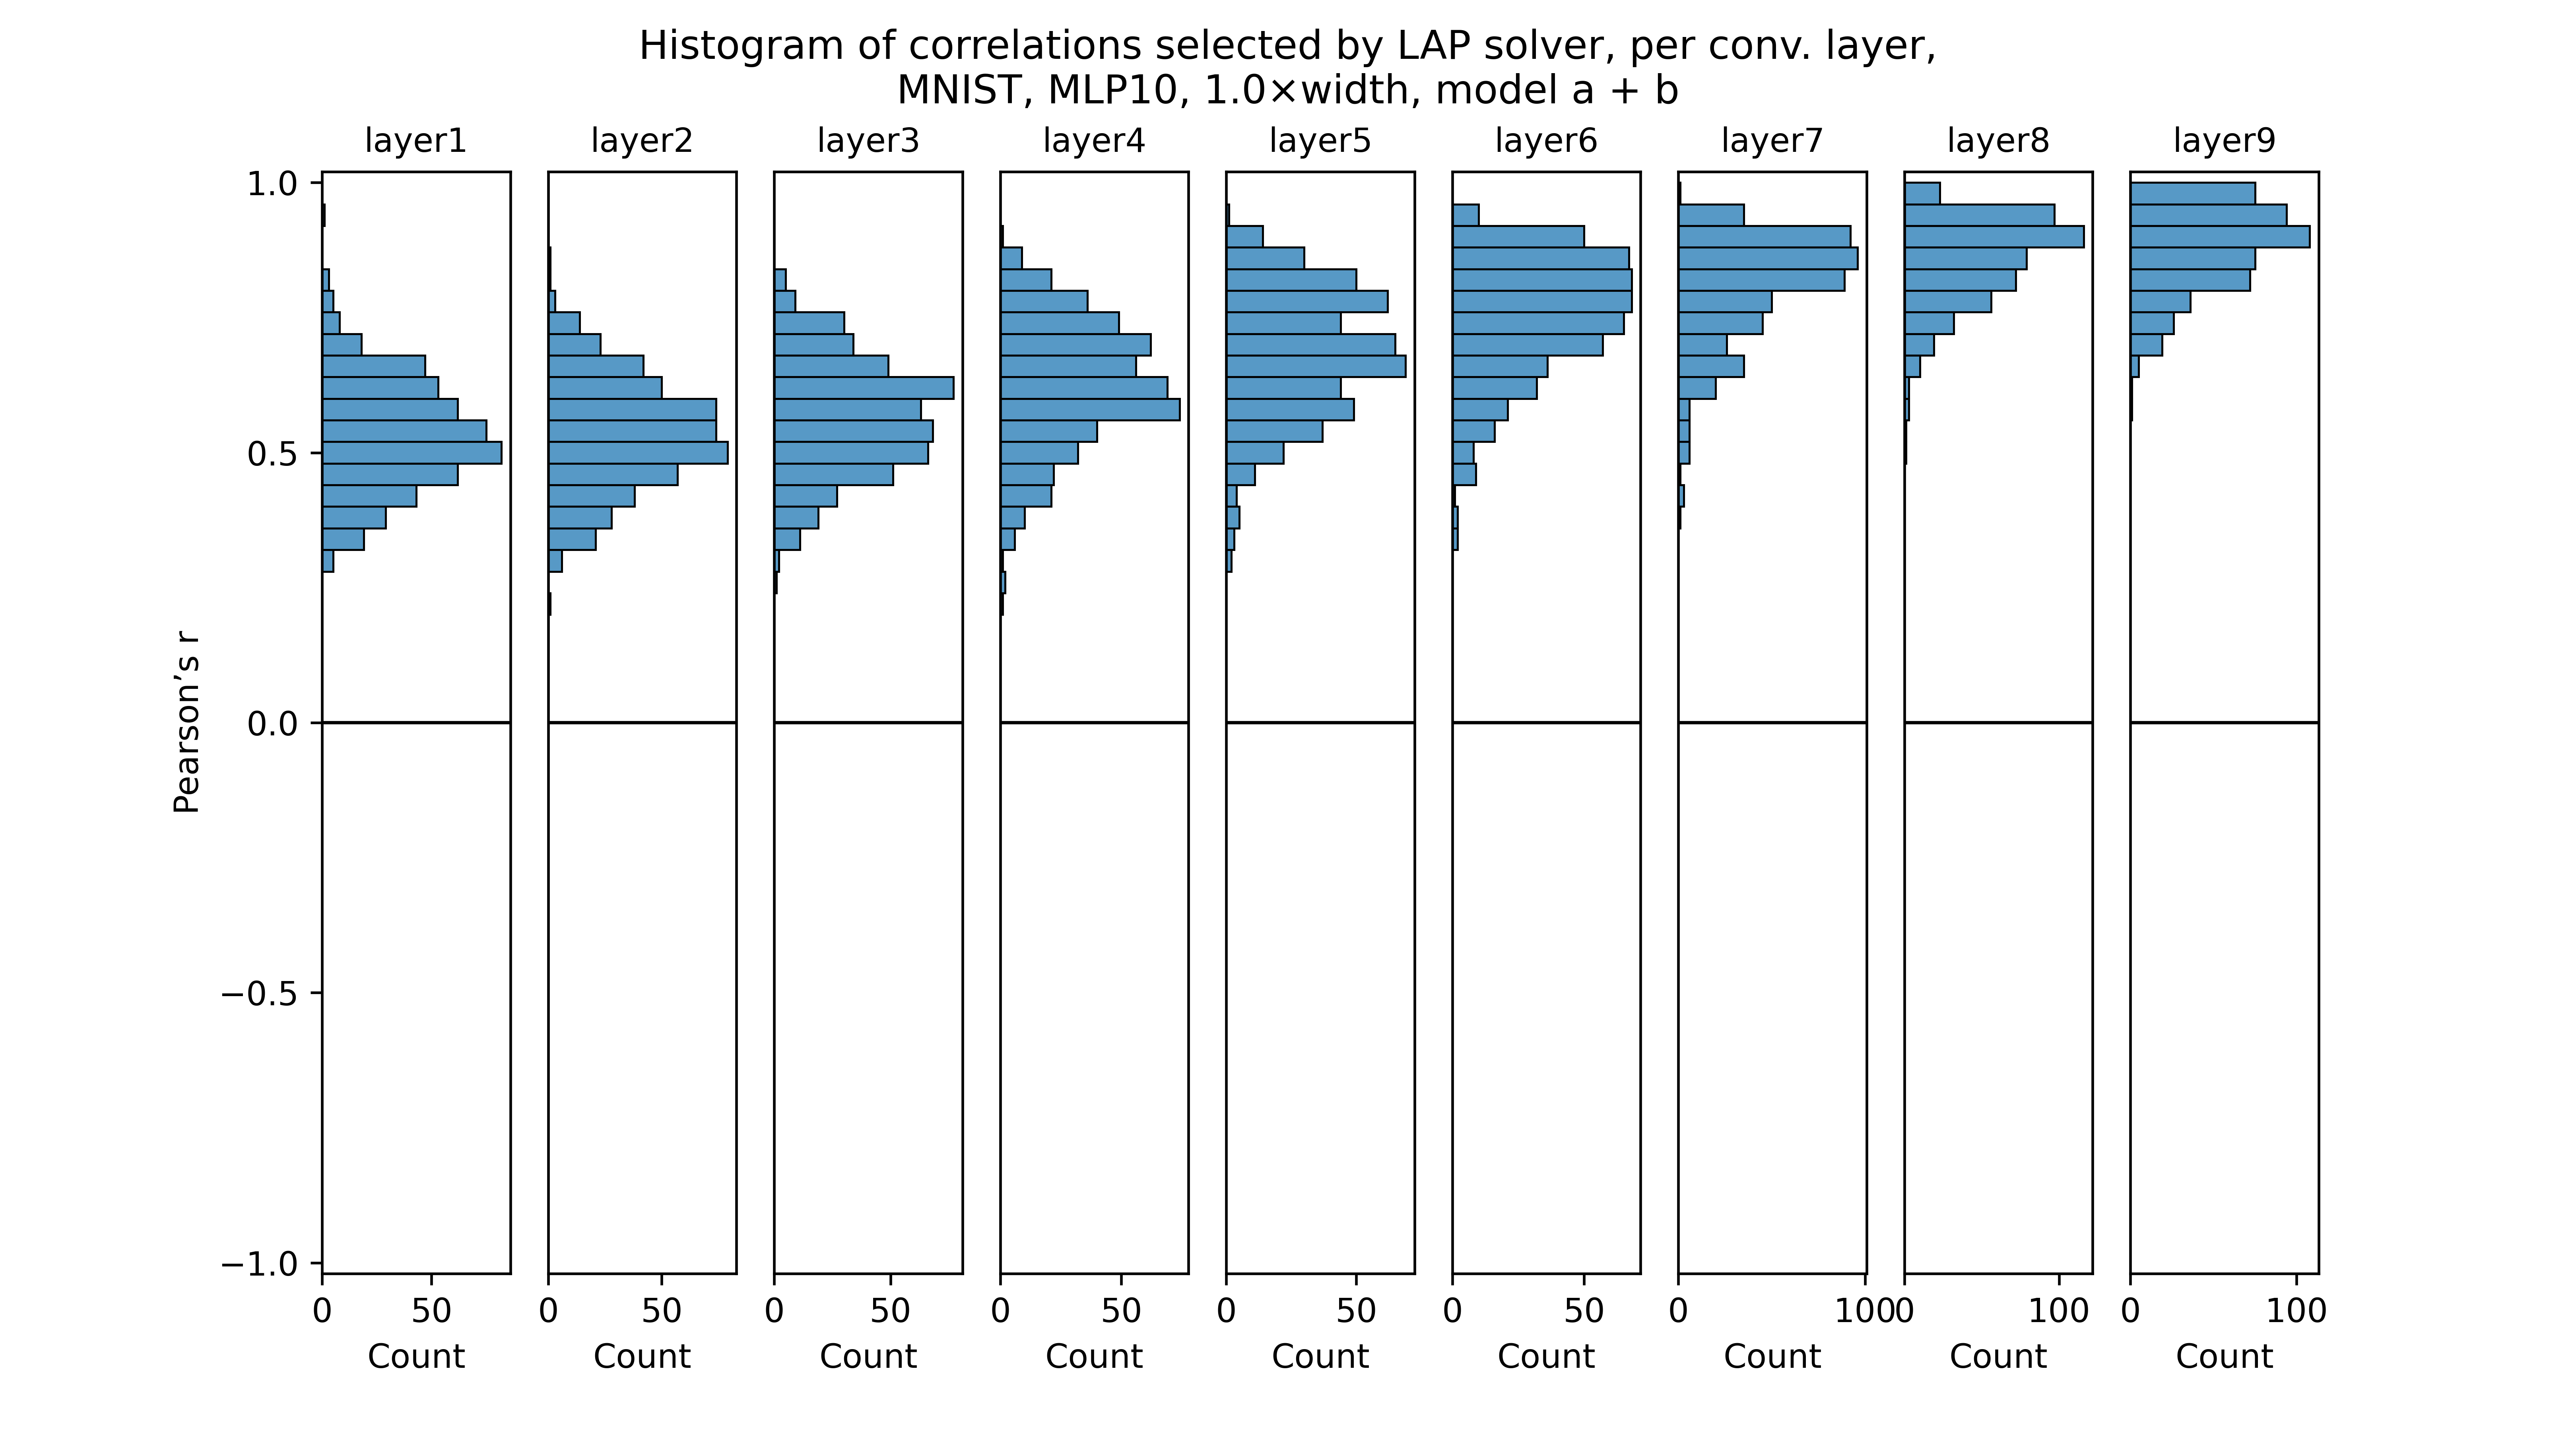 Histogram of correlations selected by LAP solver, per conv. layer,
MNIST, MLP10, 1.0×width, model a + b
layer1 layer2 layer3 layer4 layer5 layer6 layer7 layer8 layer9
1.0
0.5
0.0
−0.5
−1.0
Pearson’s r
0 50 0 50 0 50 0 50 0 50 0 50 0 100 0 100 0 100
Count Count Count Count Count Count Count Count Count